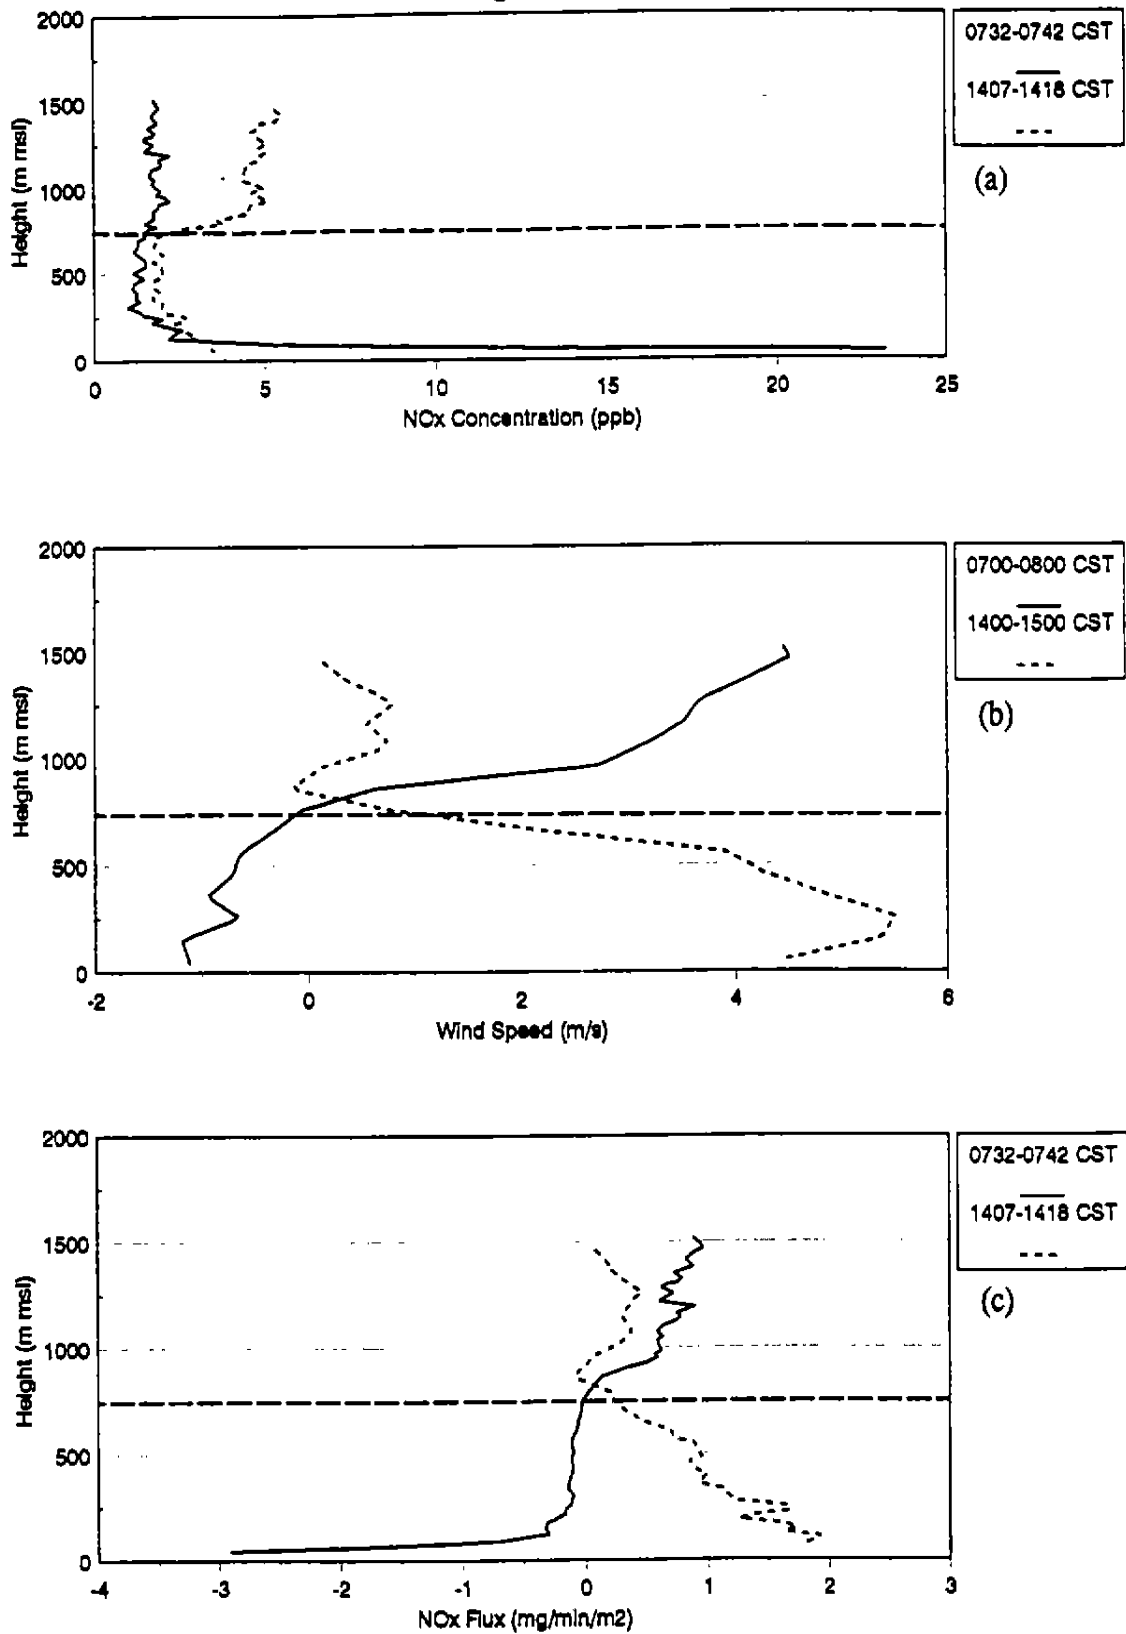 2000
1500
1000
750
500
0
Height (m msl)
0 5 10 15 20 25
NOx Concentration (ppb)
0732-0742 CST
1407-1418 CST
(a)
2000
1500
1000
500
0
Height (m msl)
-2 0 2 4 6
Wind Speed (m/s)
0700-0800 CST
1400-1500 CST
(b)
2000
1500
1000
500
0
Height (m msl)
-4 -3 -2 -1 0 1 2 3
NOx Flux (mg/min/m2)
0732-0742 CST
1407-1418 CST
(c)